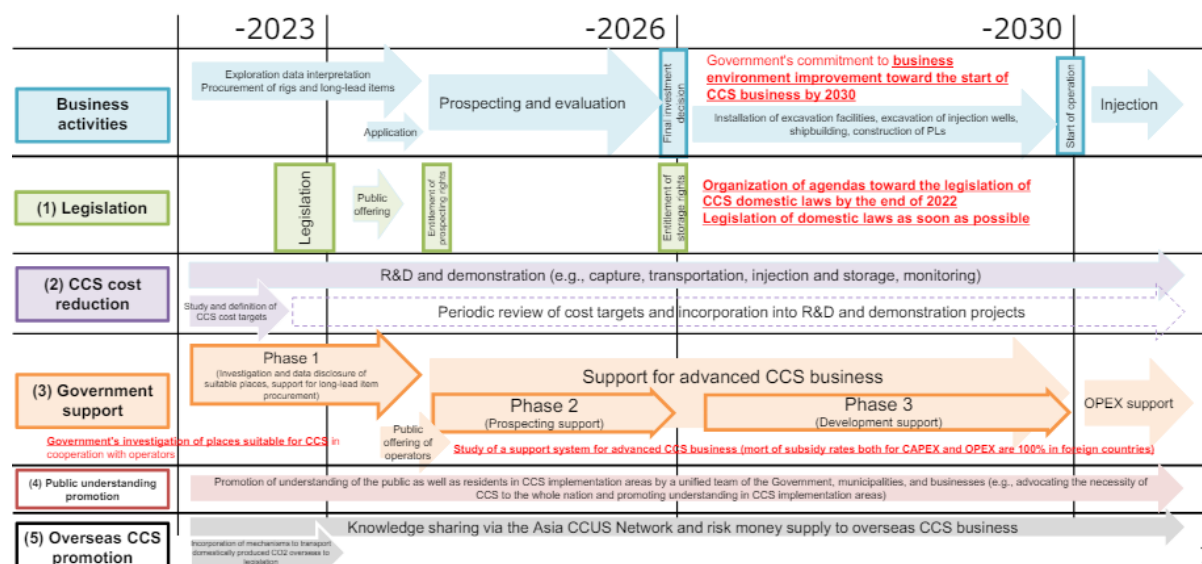 -2023
-2026
-2030
Business
activities
Exploration data interpretation
Procurement of rigs and long-lead items
Application
Prospecting and evaluation
Final investment
decision
Government's commitment to business
environment improvement toward the start of
CCS business by 2030
Installation of excavation facilities, excavation of injection wells,
shipbuilding, construction of PLs
Start of operation
Injection
(1) Legislation
Legislation
Public
offering
Entitlement of
prospecting rights
Entitlement of
storage rights
Organization of agendas toward the legislation of
CCS domestic laws by the end of 2022
Legislation of domestic laws as soon as possible
(2) CCS cost
reduction
R&D and demonstration (e.g., capture, transportation, injection and storage, monitoring)
Study and definition of
CCS cost targets
Periodic review of cost targets and incorporation into R&D and demonstration projects
(3) Government
support
Phase 1
(Investigation and data disclosure of
suitable places, support for long-lead item
procurement)
Support for advanced CCS business
Phase 2
(Prospecting support)
Phase 3
(Development support)
OPEX support
Government's investigation of places suitable for CCS in
cooperation with operators
Public
offering of
operators
Study of a support system for advanced CCS business (mort of subsidy rates both for CAPEX and OPEX are 100% in foreign countries)
(4) Public understanding
promotion
Promotion of understanding of the public as well as residents in CCS implementation areas by a unified team of the Government, municipalities, and businesses (e.g., advocating the necessity of
CCS to the whole nation and promoting understanding in CCS implementation areas)
(5) Overseas CCS
promotion
Knowledge sharing via the Asia CCUS Network and risk money supply to overseas CCS business
Incorporation of mechanisms to transport
domestically produced CO2 overseas to
legislation